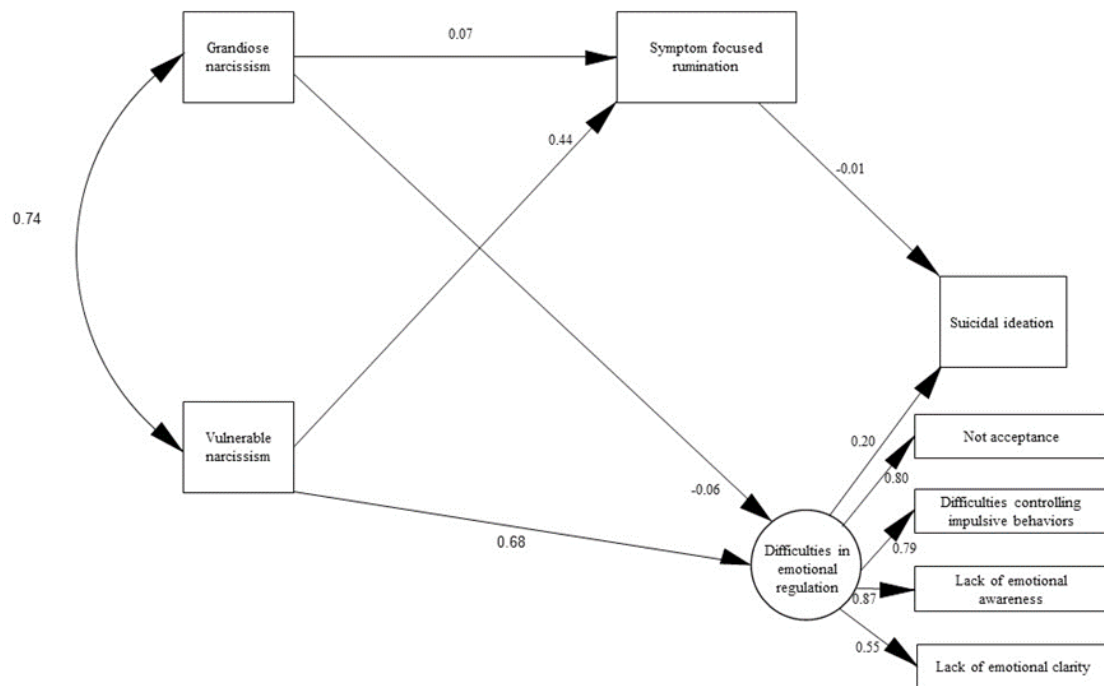 Grandiose
narcissism
0.07
Symptom focused
rumination
0.44
-0.01
0.74
Suicidal ideation
Vulnerable
narcissism
0.20
Not acceptance
0.80
-0.06
Difficulties controlling
impulsive behaviors
0.68
0.79
Difficulties in
emotional
regulation
Lack of emotional
awareness
0.87
0.55
Lack of emotional clarity